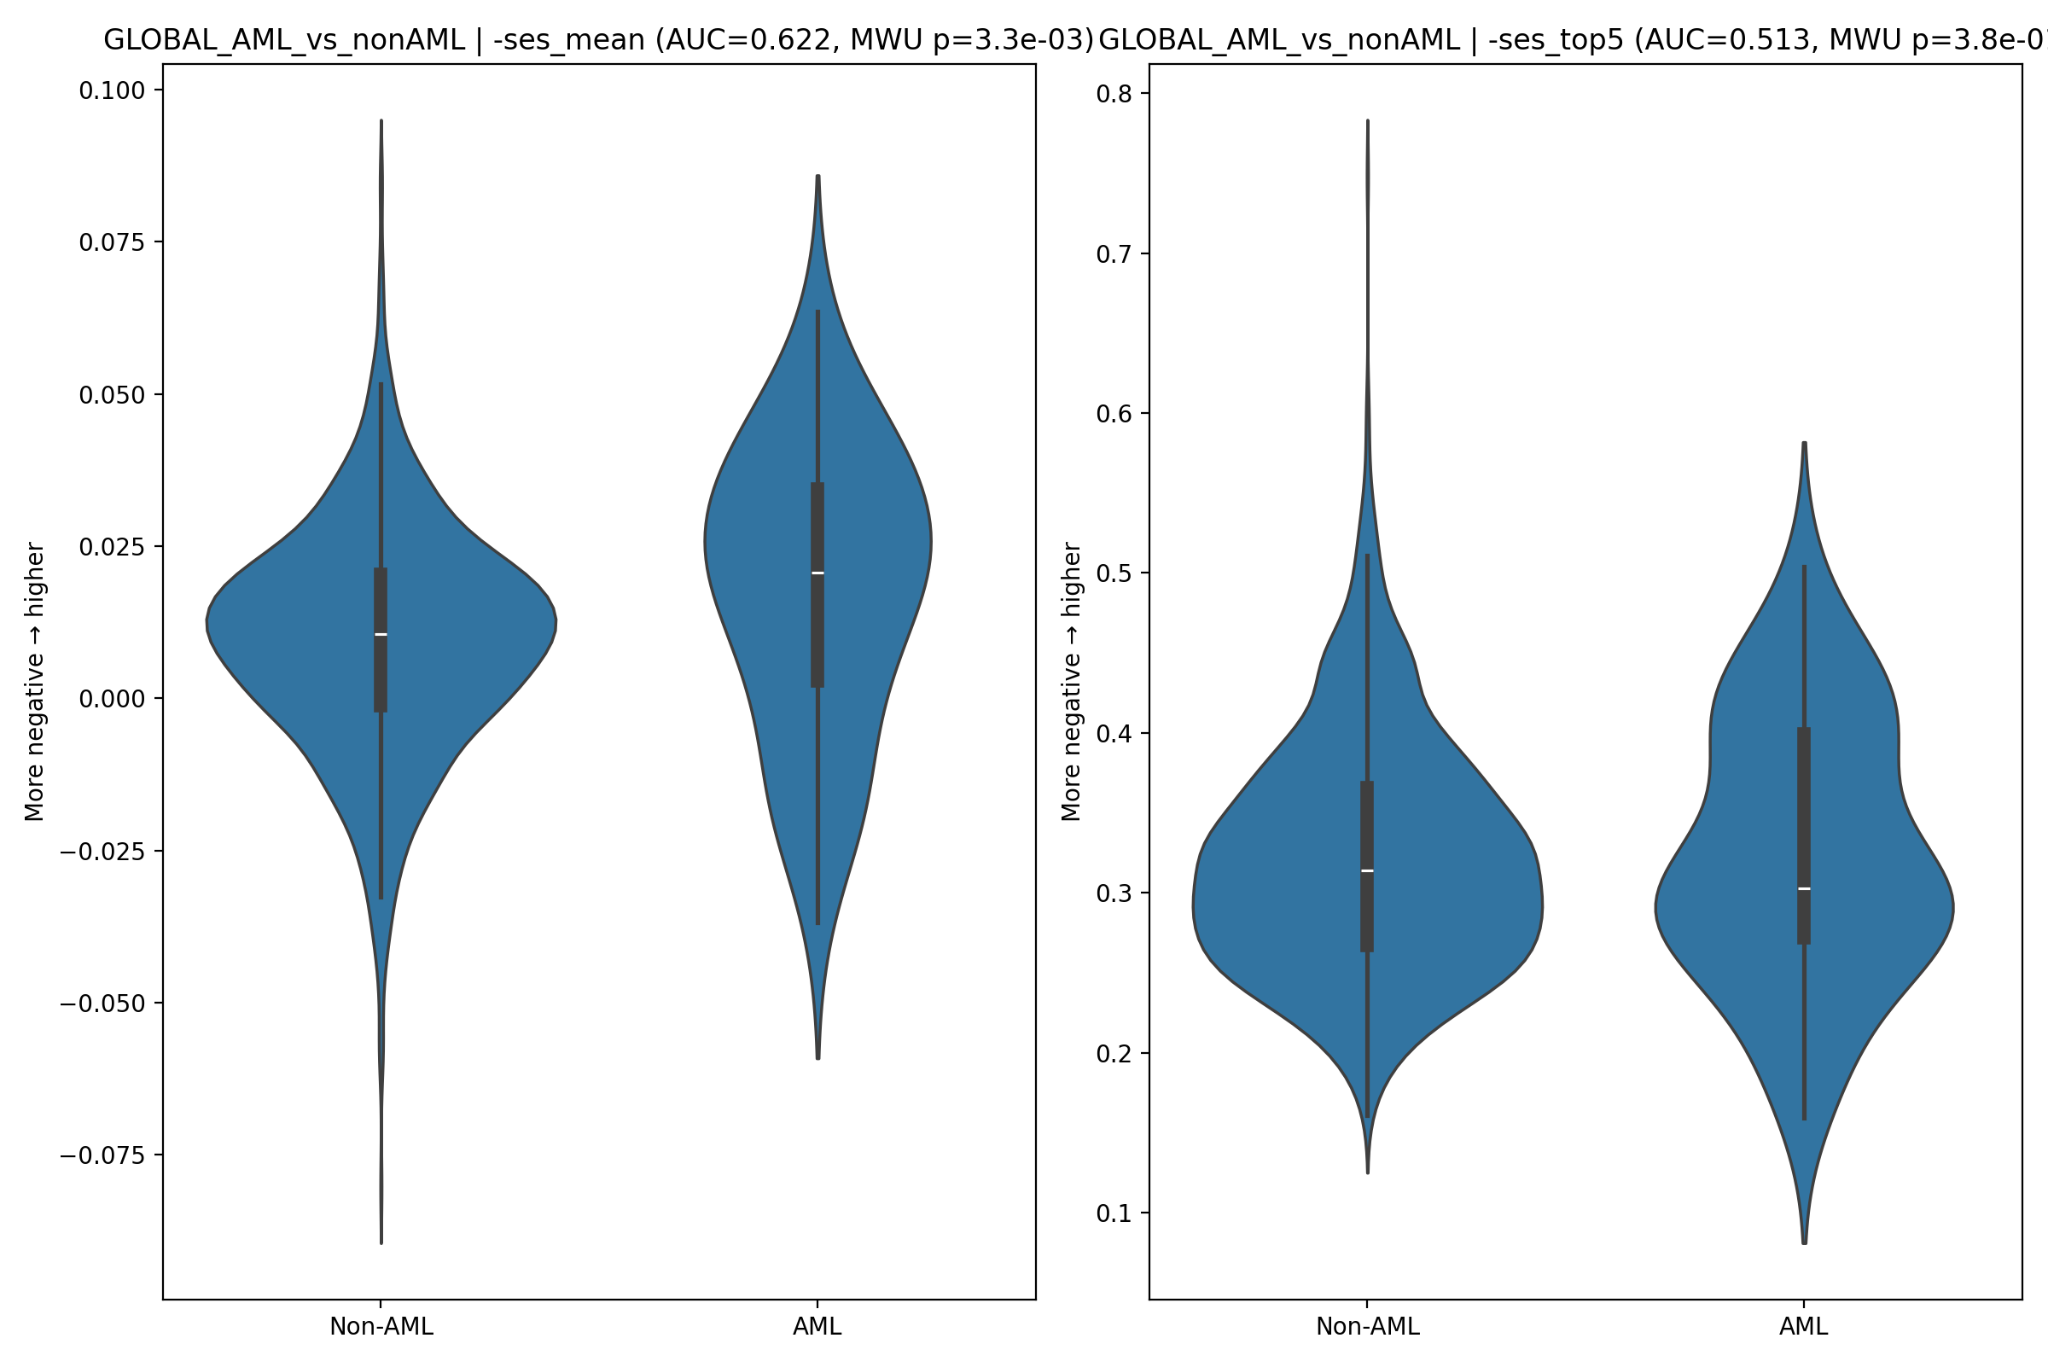 GLOBAL_AML_vs_nonAML | -ses_mean (AUC=0.622, MWU p=3.3e-03)
More negative → higher
0.100
0.075
0.050
0.025
0.000
−0.025
−0.050
−0.075
Non-AML
AML
GLOBAL_AML_vs_nonAML | -ses_top5 (AUC=0.513, MWU p=3.8e-0
More negative → higher
0.8
0.7
0.6
0.5
0.4
0.3
0.2
0.1
Non-AML
AML